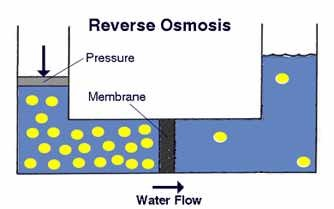 Reverse Osmosis
Pressure
Membrane
Water Flow